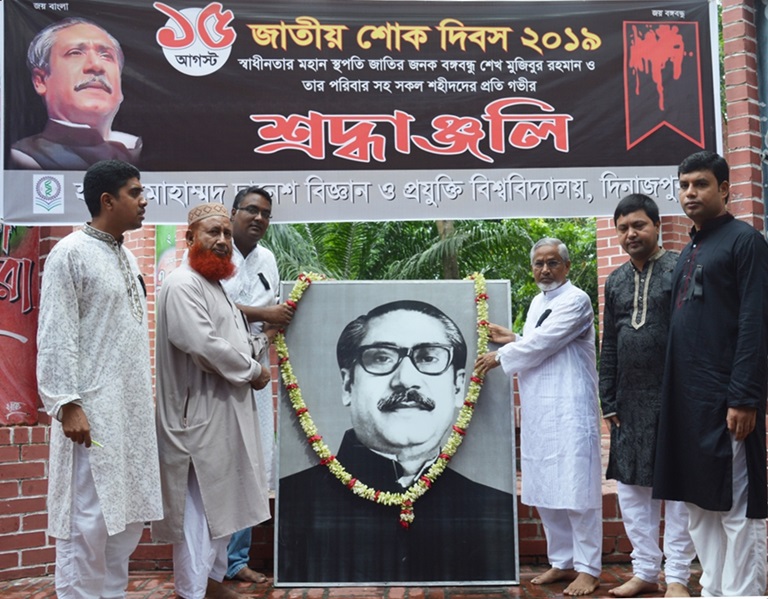 জয় বাংলা
জয় বঙ্গবন্ধু
১৫
আগস্ট
জাতীয় শোক দিবস ২০১৯
স্বাধীনতার মহান স্থপতি জাতির জনক বঙ্গবন্ধু শেখ মুজিবুর রহমান ও
তার পরিবার সহ সকল শহীদদের প্রতি গভীর
শ্রদ্ধাঞ্জলি
বিজ্ঞান ও প্রযুক্তি বিশ্ববিদ্যালয়, দিনাজপুর